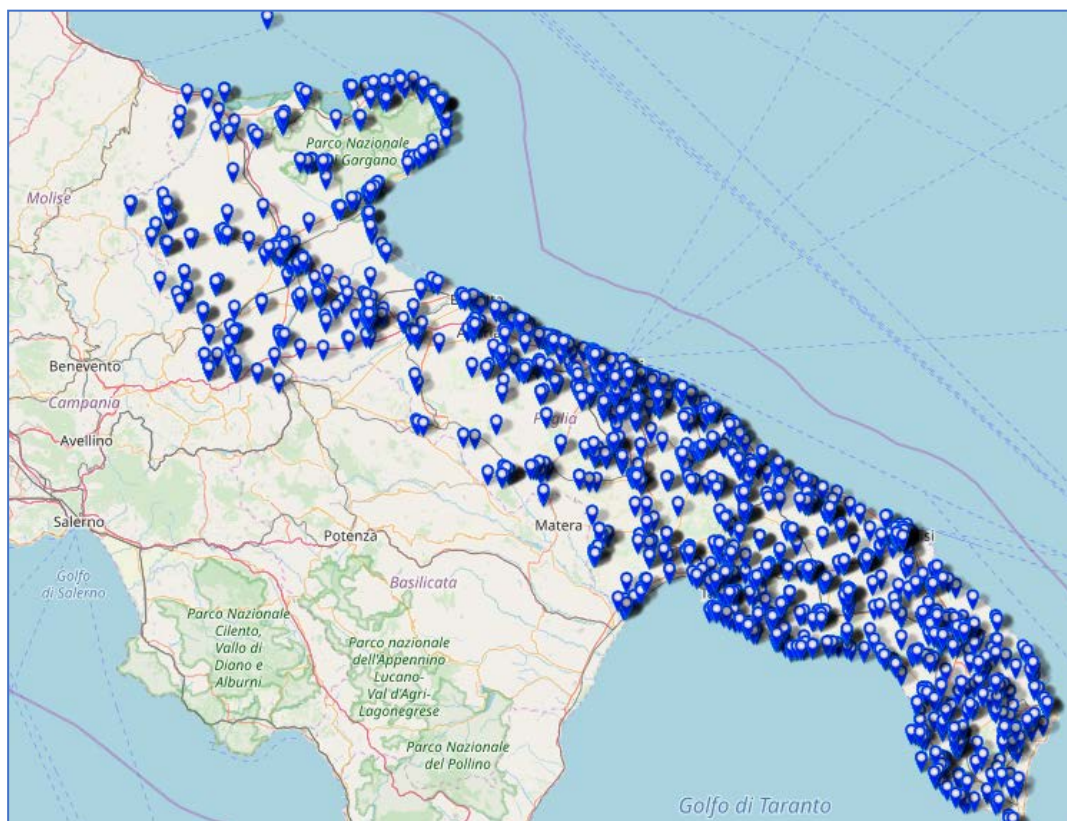 Parco Nazionale
Gargano
Molise
Benevento
Campania
Avellino
Puglia
Salerno
Matera
Potenza
Golfo
di Salerno
Basilicata
Parco Nazionale
Cilento,
Vallo di
Diano e
Alburni
Parco nazionale
dell'Appennino
Lucano-
Val d'Agri-
Lagonegrese
Parco Nazionale
del Pollino
Golfo di Taranto